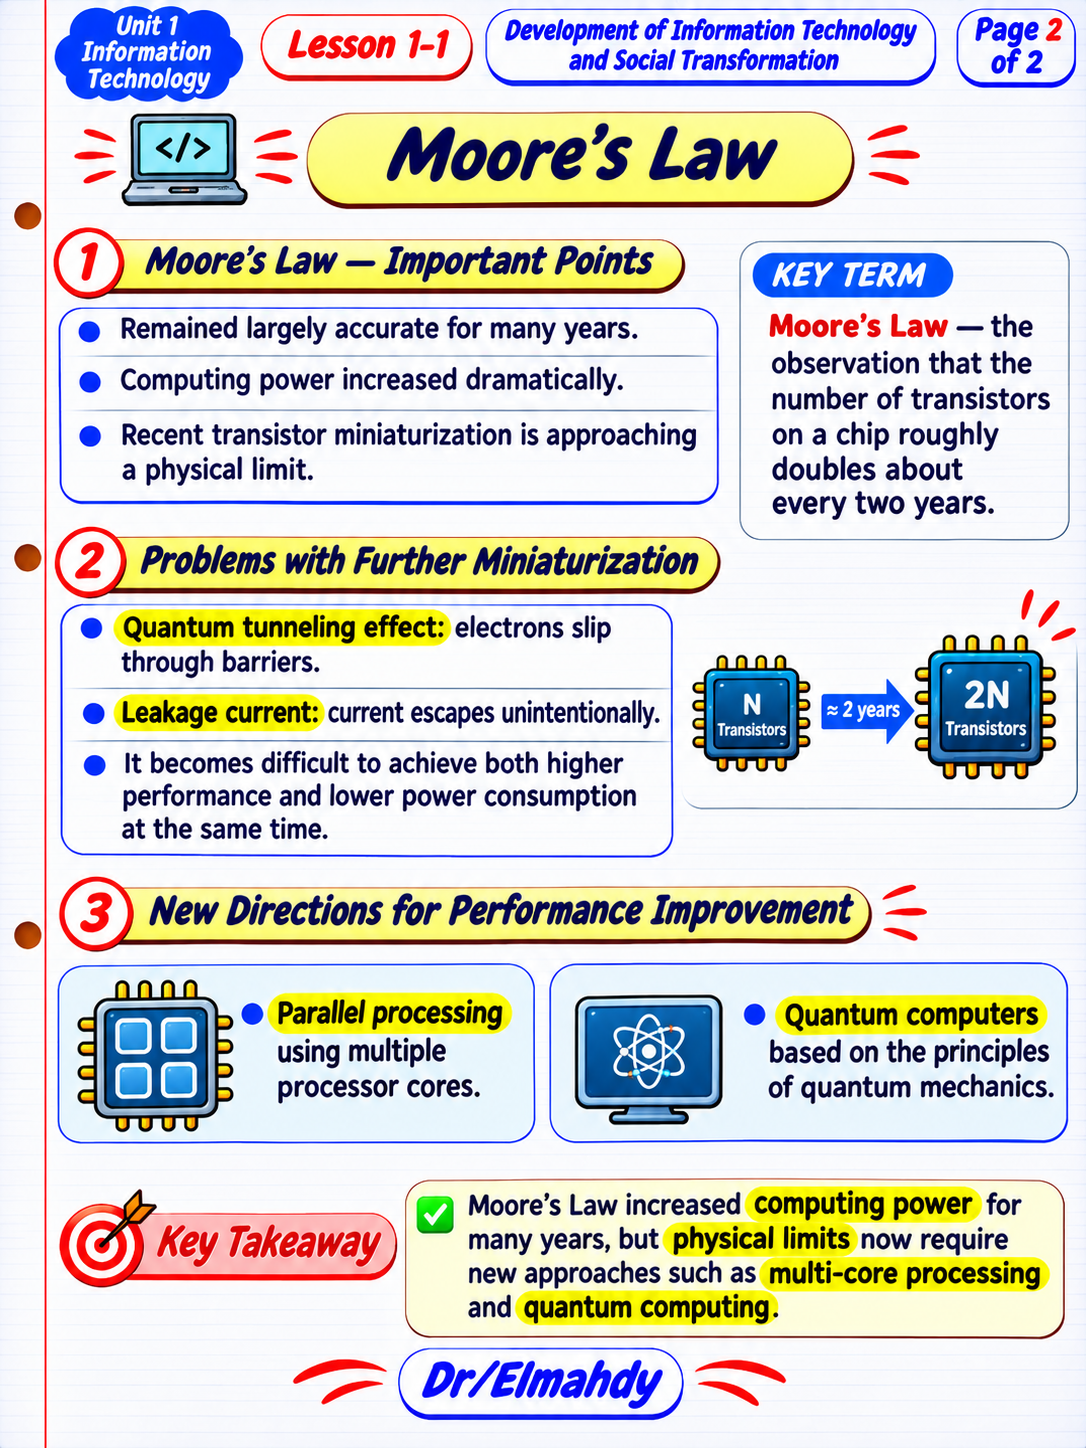 Unit 1
Information
Technology
Lesson 1-1
Development of Information Technology
and Social Transformation
Page 2
of 2
</>
Moore's Law
1
Moore's Law — Important Points
Remained largely accurate for many years.
Computing power increased dramatically.
Recent transistor miniaturization is approaching
a physical limit.
KEY TERM
Moore's Law — the
observation that the
number of transistors
on a chip roughly
doubles about
every two years.
2
Problems with Further Miniaturization
Quantum tunneling effect: electrons slip
through barriers.
Leakage current: current escapes unintentionally.
It becomes difficult to achieve both higher
performance and lower power consumption
at the same time.
N
Transistors
≈ 2 years
2N
Transistors
3
New Directions for Performance Improvement
Parallel processing
using multiple
processor cores.
Quantum computers
based on the principles
of quantum mechanics.
Key Takeaway
Moore's Law increased computing power for
many years, but physical limits now require
new approaches such as multi-core processing
and quantum computing.
Dr/Elmahdy